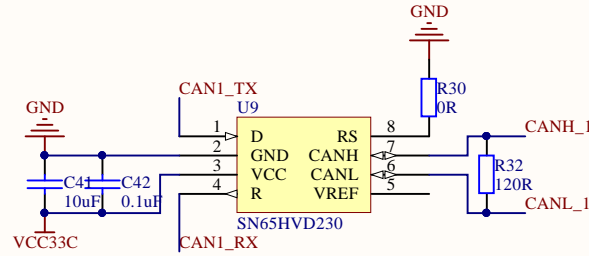 GND
CAN1_TX
U9
R30
0R
GND
1
D
RS
8
CANH_1
2
GND
CANH
7
3
VCC
CANL
6
R32
C41
C42
4
R
VREF
5
120R
10uF
0.1uF
CANL_1
SN65HVD230
VCC33C
CAN1_RX